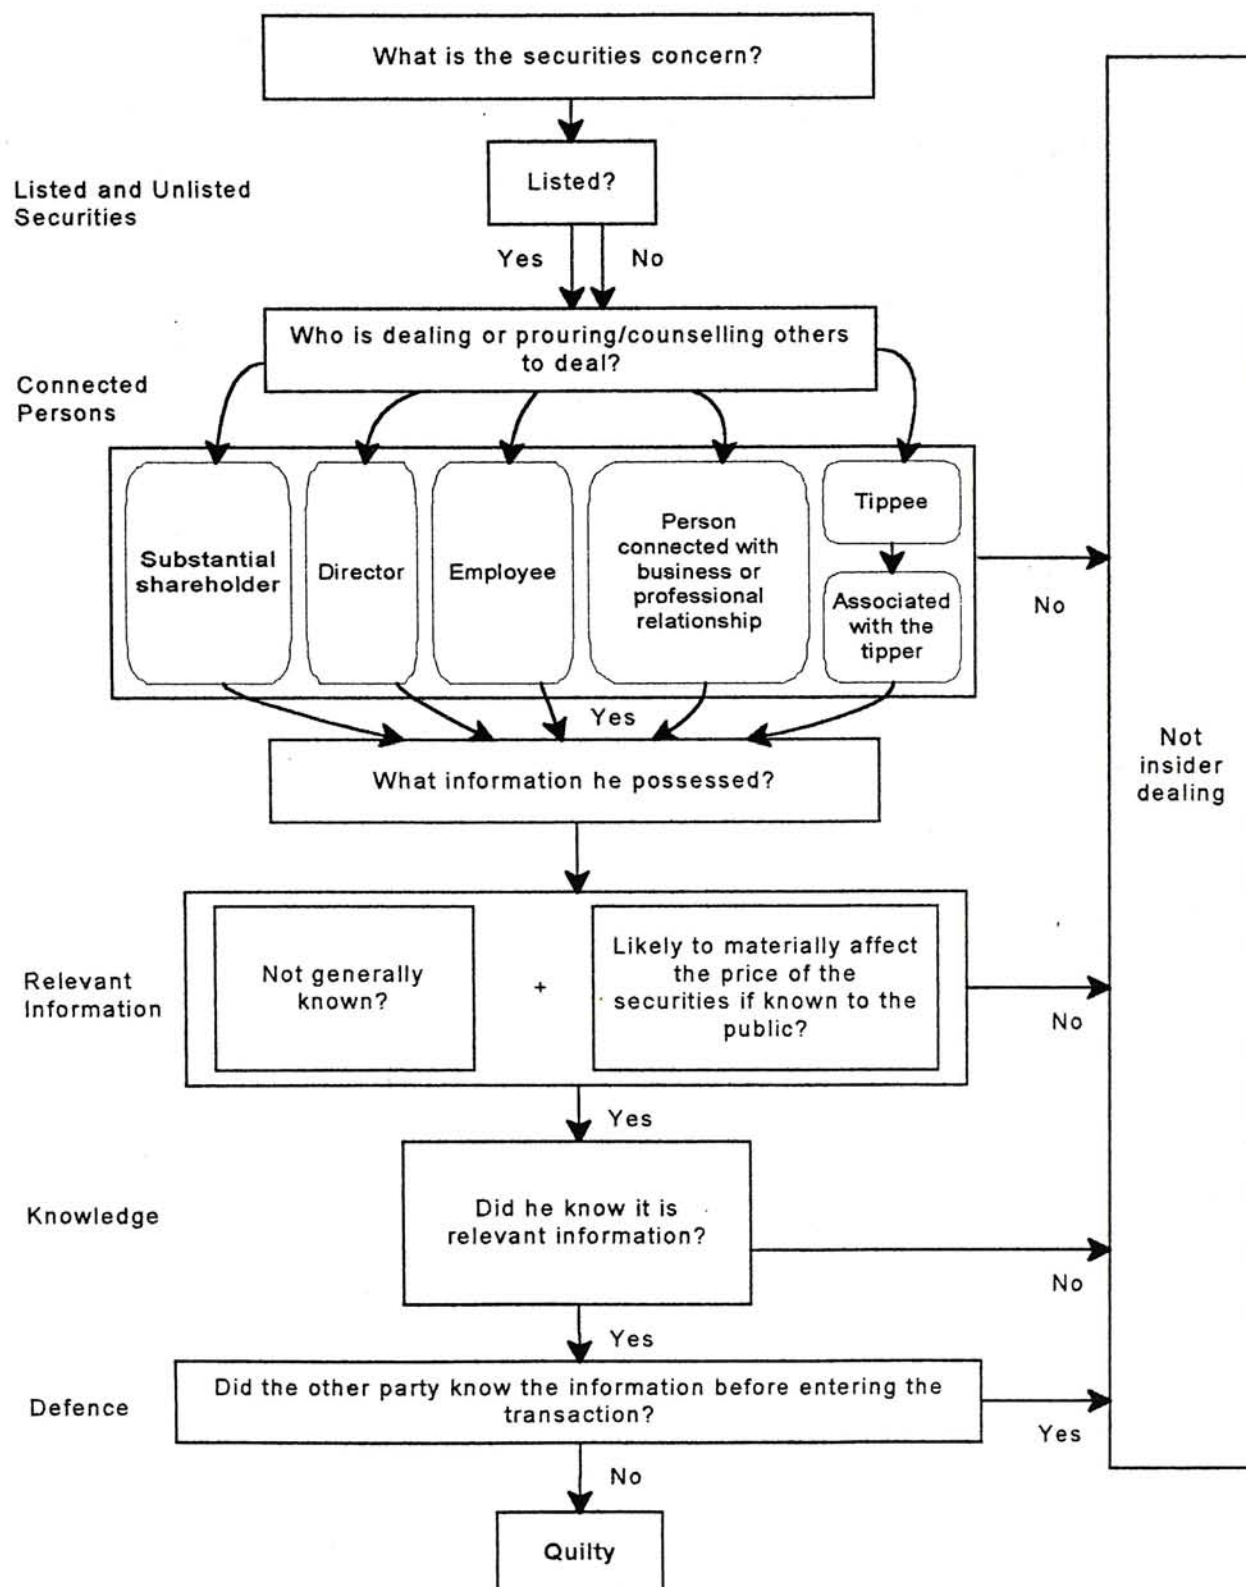 What is the securities concern?
Listed and Unlisted
Securities
Listed?
Yes
No
Who is dealing or prouring/counselling others
to deal?
Connected
Persons
Substantial
shareholder
Director
Employee
Person
connected with
business or
professional
relationship
Tippee
Associated
with the
tipper
No
Yes
What information he possessed?
Not
insider
dealing
Relevant
Information
Not generally
known?
+
Likely to materially affect
the price of the
securities if known to the
public?
No
Yes
Knowledge
Did he know it is
relevant information?
No
Yes
Defence
Did the other party know the information before entering the
transaction?
Yes
No
Quilty